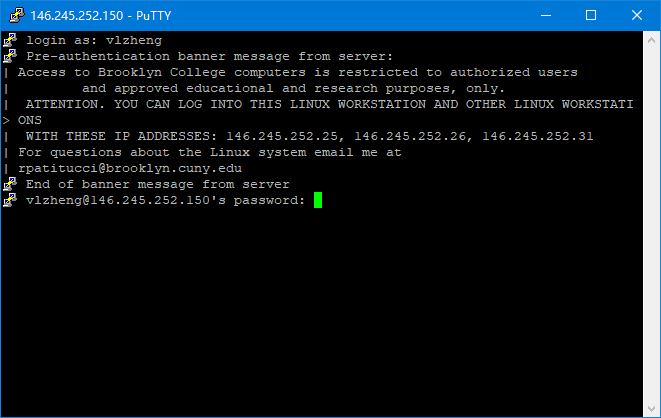 146.245.252.150 - PuTTY
login as: vlzheng
Pre-authentication banner message from server:
| Access to Brooklyn College computers is restricted to authorized users
|         and approved educational and research purposes, only.
|  ATTENTION. YOU CAN LOG INTO THIS LINUX WORKSTATION AND OTHER LINUX WORKSTATI
> ONS
|  WITH THESE IP ADDRESSES: 146.245.252.25, 146.245.252.26, 146.245.252.31
| For questions about the Linux system email me at
| rpatitucci@brooklyn.cuny.edu
End of banner message from server
vlzheng@146.245.252.150's password: